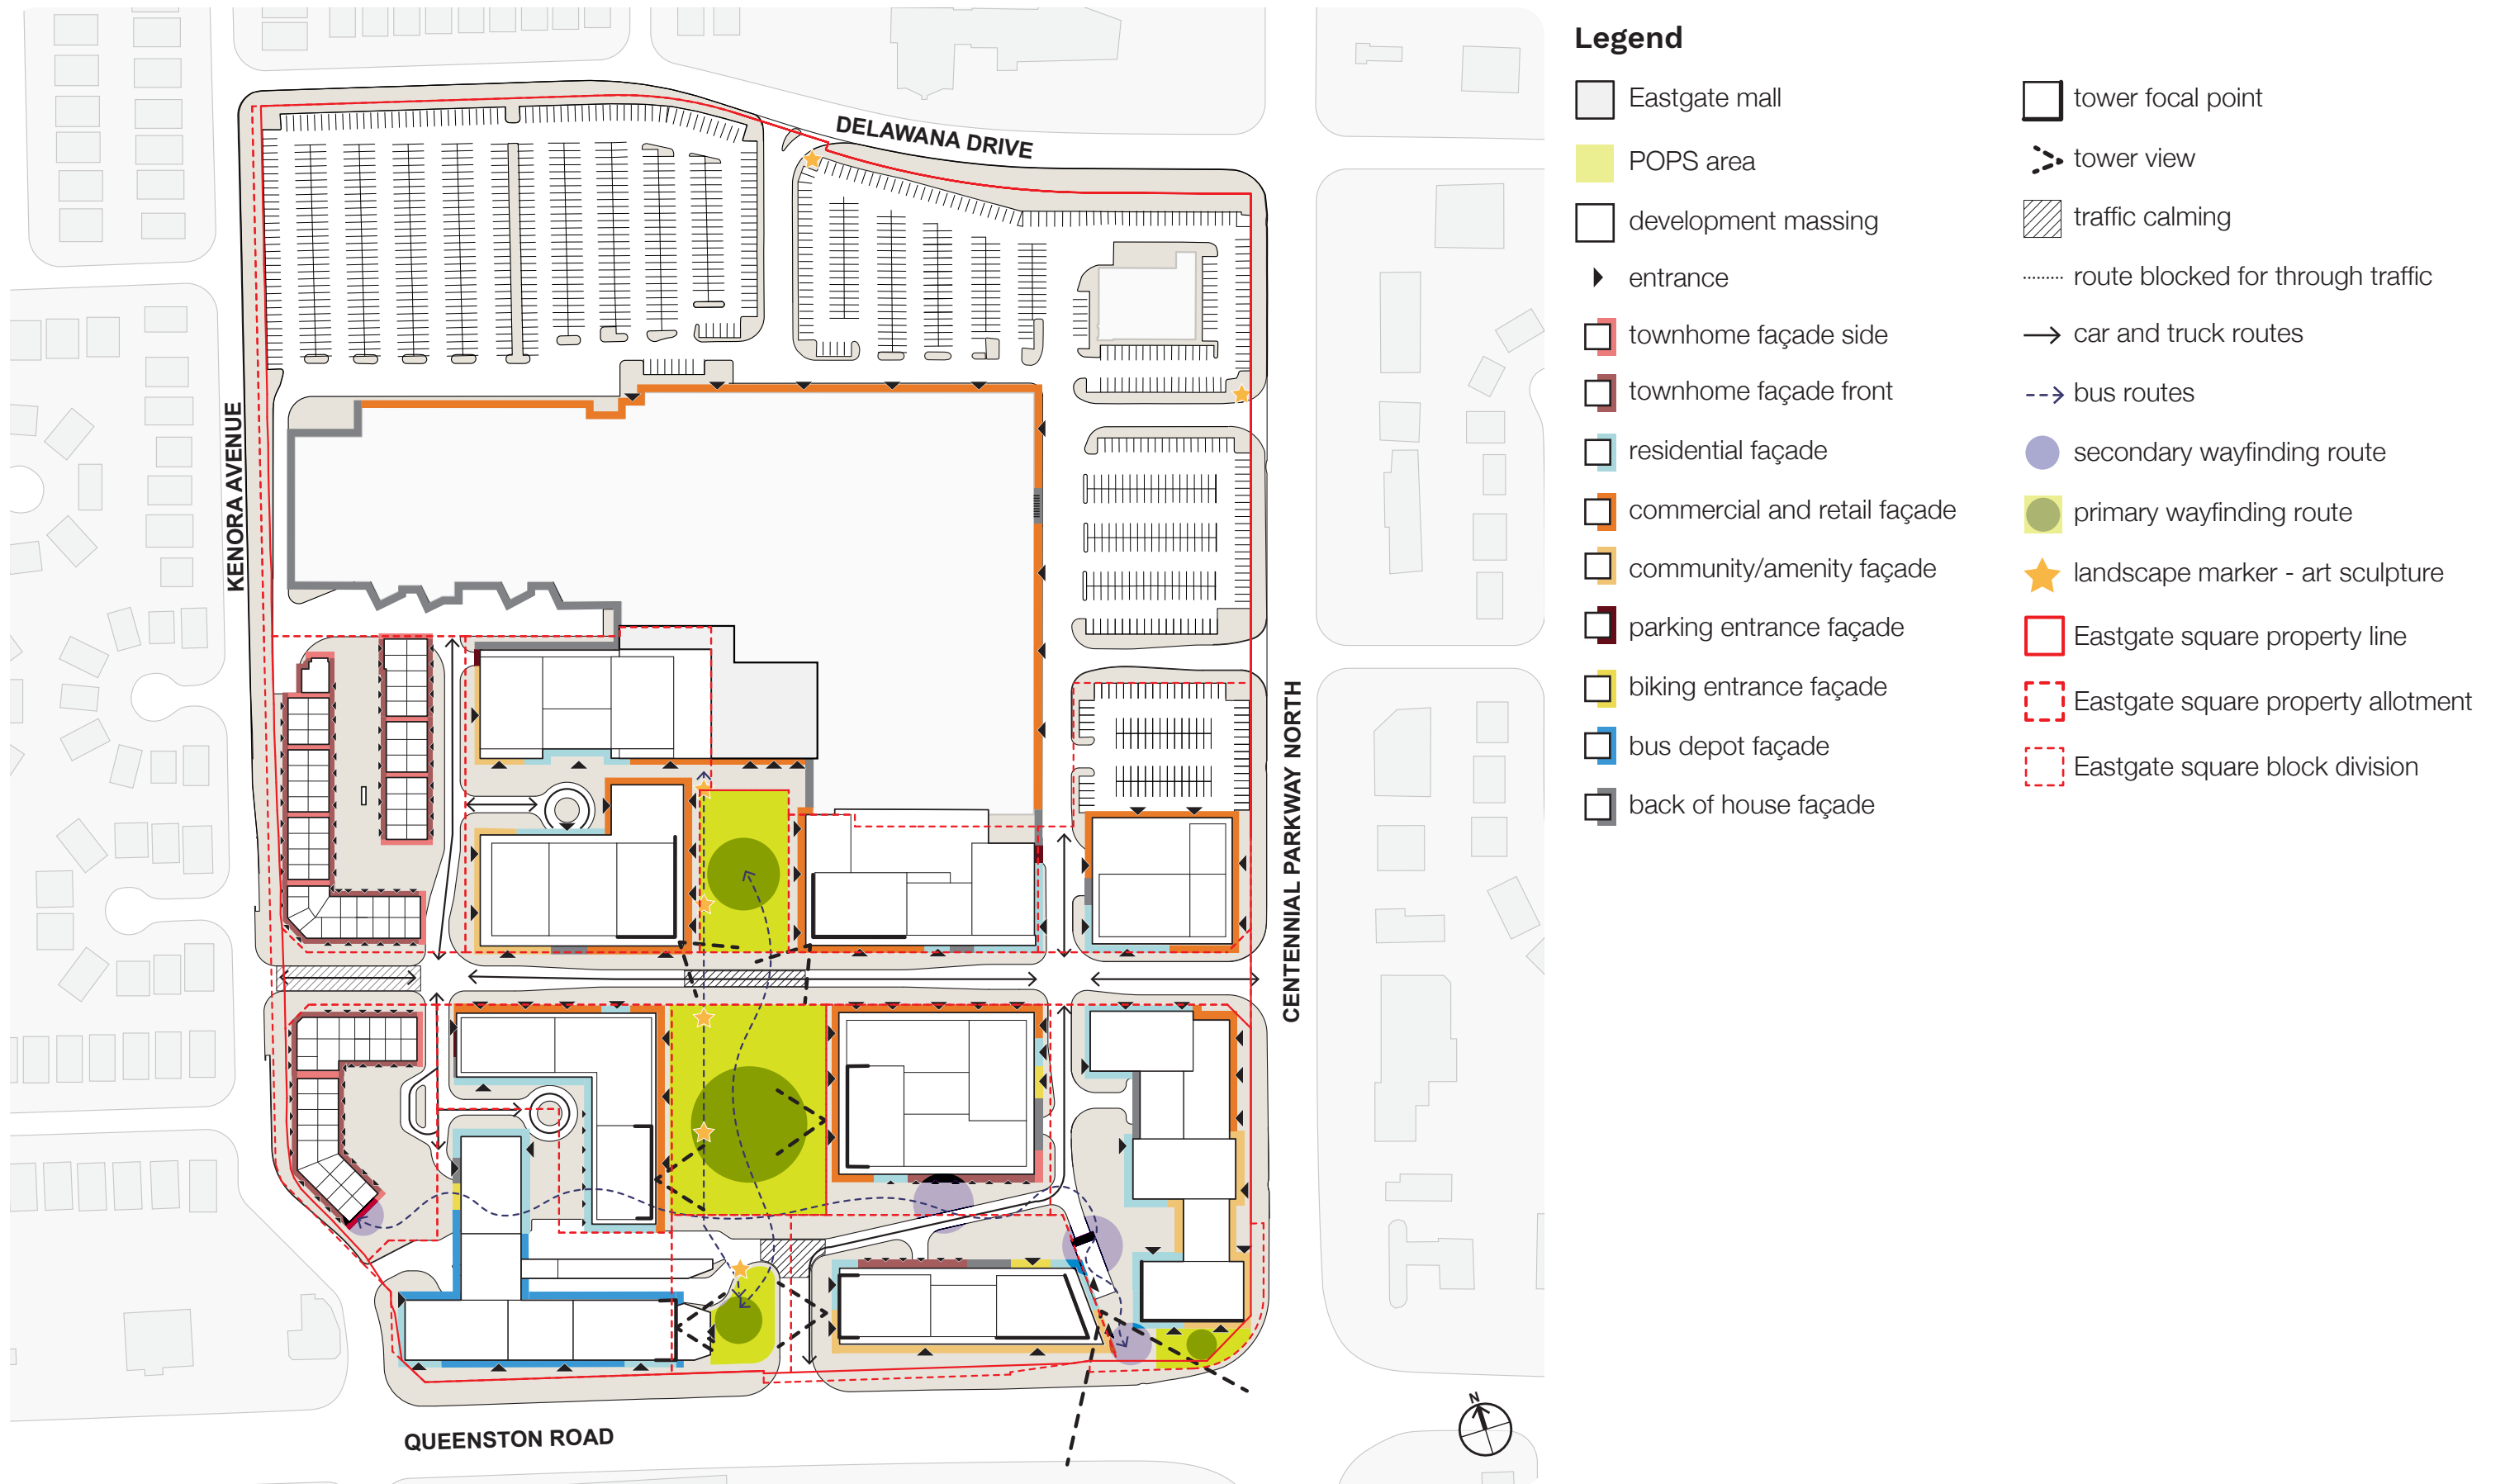 DELAWANA DRIVE
KENORA AVENUE
CENTENNIAL PARKWAY NORTH
QUEENSTON ROAD
N
Legend
Eastgate mall
POPS area
development massing
entrance
townhome façade side
townhome façade front
residential façade
commercial and retail façade
community/amenity façade
parking entrance façade
biking entrance façade
bus depot façade
back of house façade
tower focal point
tower view
traffic calming
route blocked for through traffic
car and truck routes
bus routes
secondary wayfinding route
primary wayfinding route
landscape marker - art sculpture
Eastgate square property line
Eastgate square property allotment
Eastgate square block division